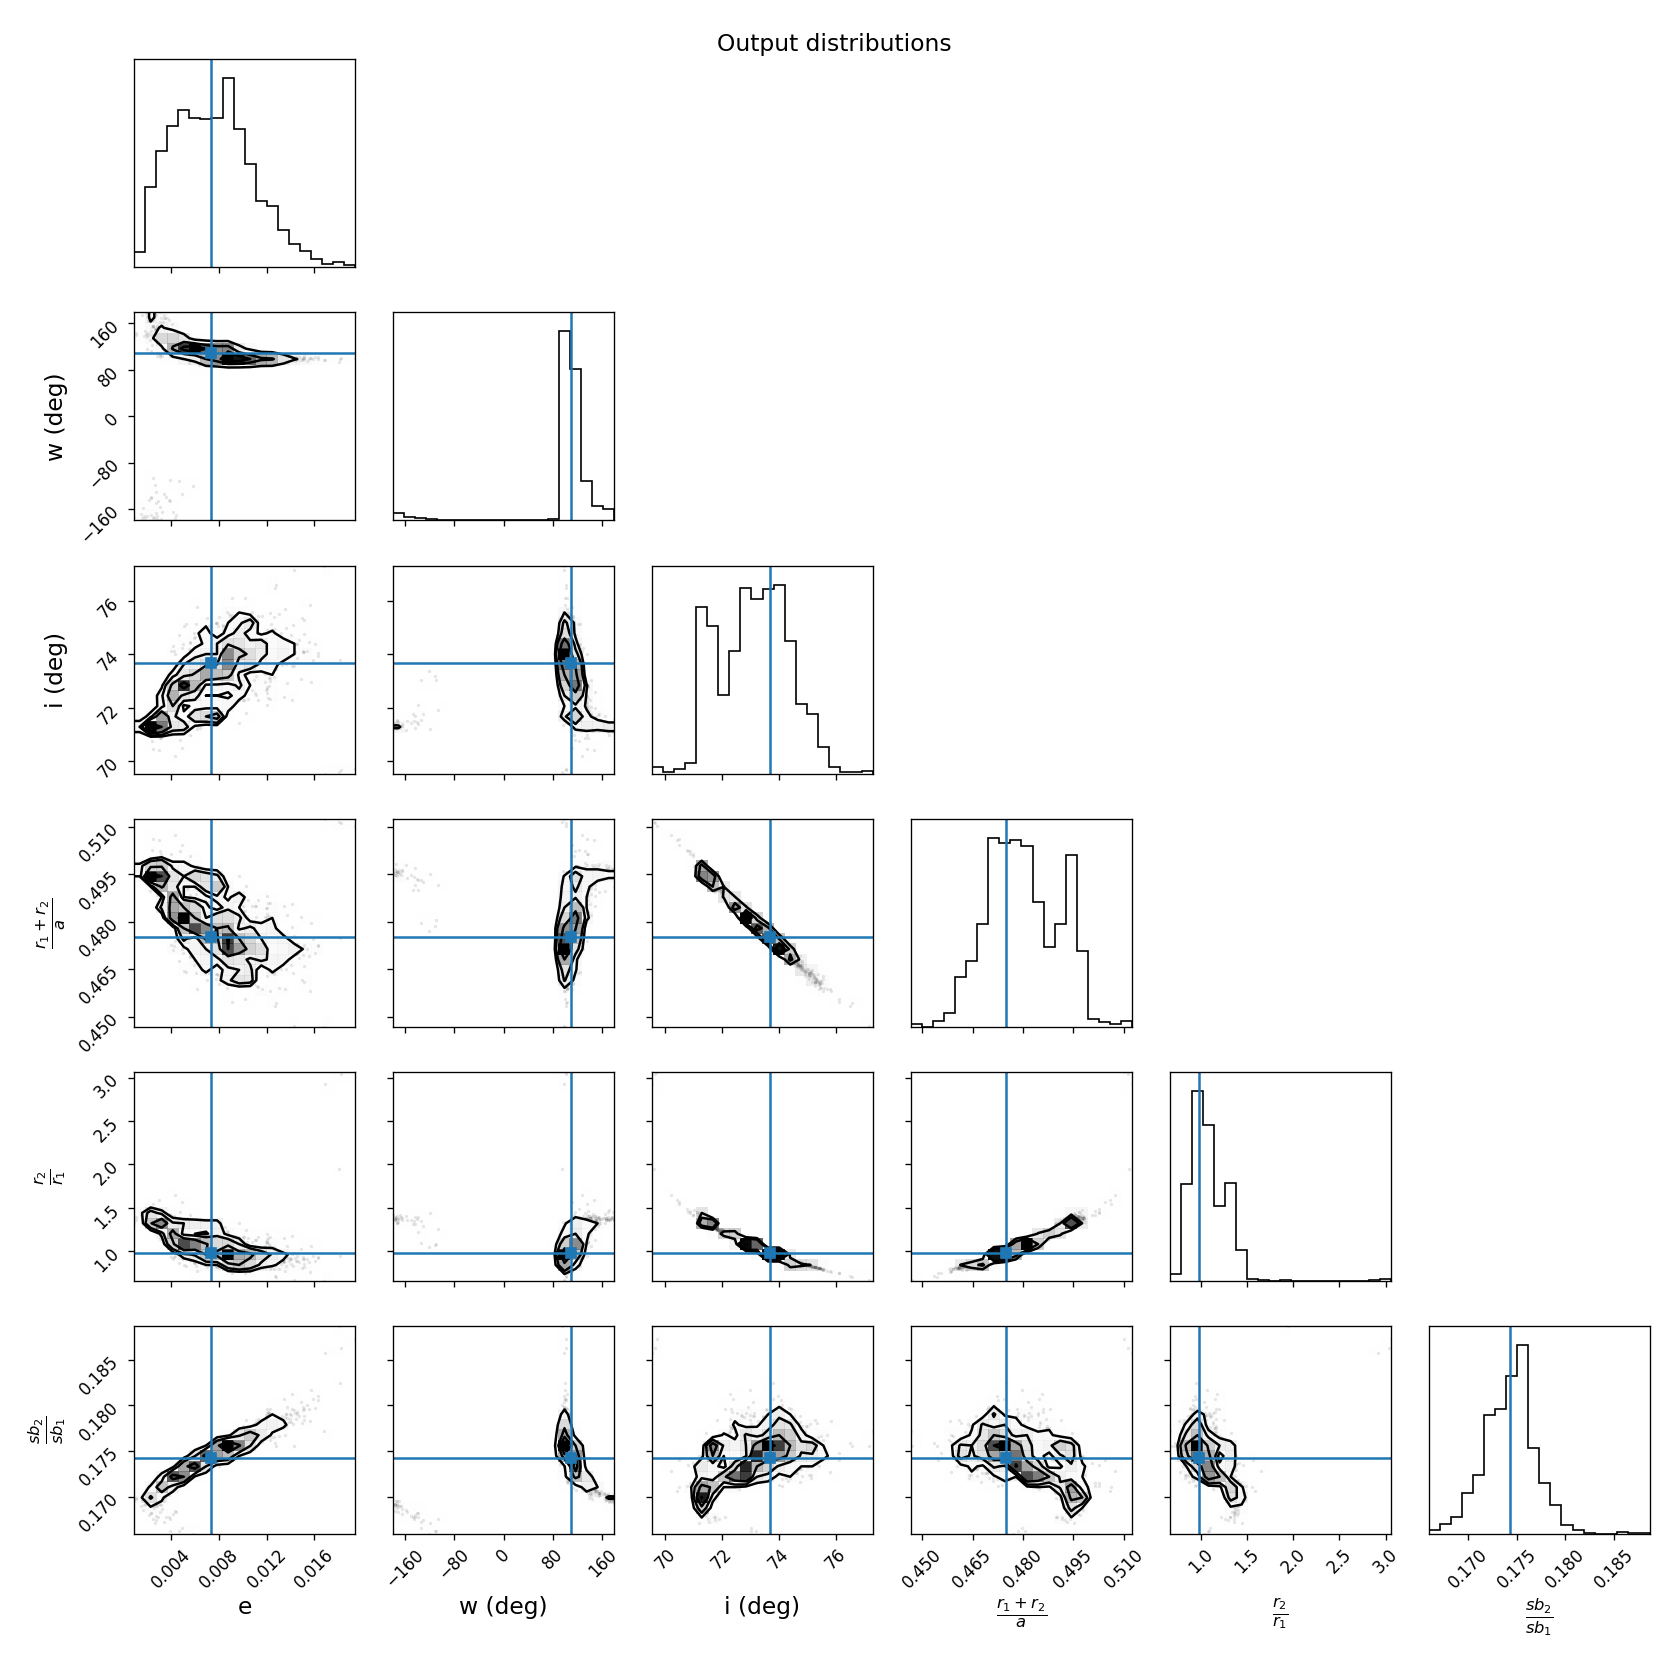 Output distributions
160
80
0
−80
−160
w (deg)
76
74
72
70
i (deg)
0.510
0.495
0.480
0.465
0.450
r₁ + r₂
a
3.0
2.5
2.0
1.5
1.0
r₂
r₁
0.185
0.180
0.175
0.170
sb₂
sb₁
0.004 0.008 0.012 0.016
−160 −80 0 80 160
70 72 74 76
0.450 0.465 0.480 0.495 0.510
1.0 1.5 2.0 2.5 3.0
0.170 0.175 0.180 0.185
e
w (deg)
i (deg)
r₁ + r₂
a
r₂
r₁
sb₂
sb₁